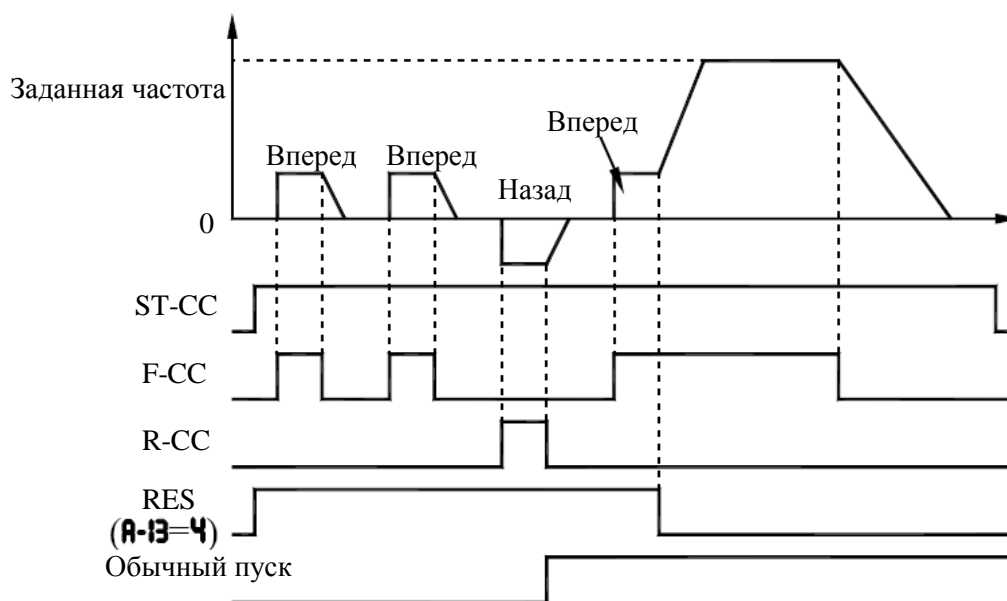 Заданная частота
Вперед
Вперед
Вперед
Назад
0
ST-CC
F-CC
R-CC
RES
(A-13=4)
Обычный пуск